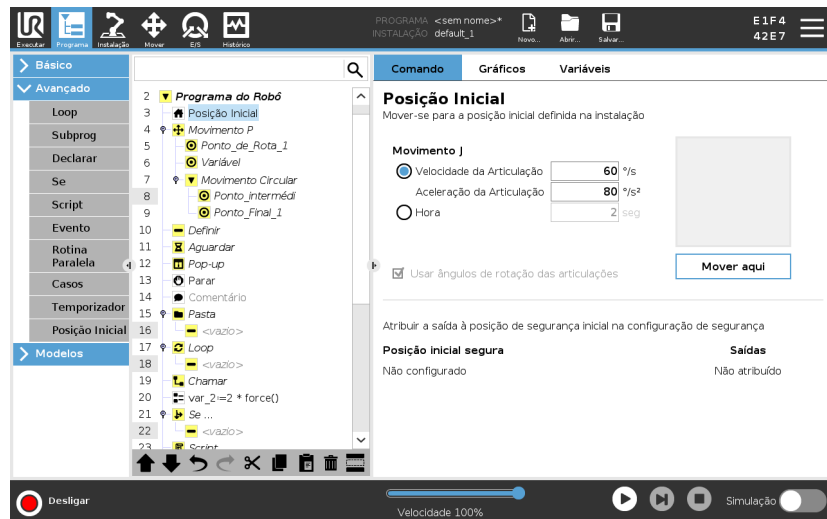 PROGRAMA <sem nome>*
INSTALAÇÃO default_1
E1F4
42E7
Executar
Programa
Instalação
Mover
E/S
Histórico
Novo...
Abrir...
Salvar...
Básico
Avançado
Loop
Subprog
Declarar
Se
Script
Evento
Rotina
Paralela
Casos
Temporizador
Posição Inicial
Modelos
2 Programa do Robô
3 Posição Inicial
4 Movimento P
5 Ponto_de_Rota_1
6 Variável
7 Movimento Circular
8 Ponto_intermédi
9 Ponto_Final_1
10 Definir
11 Aguardar
12 Pop-up
13 Parar
14 Comentário
15 Pasta
16 <vazio>
17 Loop
18 <vazio>
19 Chamar
20 var_2:=2 * force()
21 Se ...
22 <vazio>
23 Script
Comando
Gráficos
Variáveis
Posição Inicial
Mover-se para a posição inicial definida na instalação
Movimento J
Velocidade da Articulação 60 °/s
Aceleração da Articulação 80 °/s²
Hora 2 seg
Usar ângulos de rotação das articulações
Mover aqui
Atribuir a saída à posição de segurança inicial na configuração de segurança
Posição inicial segura Saídas
Não configurado Não atribuído
Desligar
Velocidade 100%
Simulação